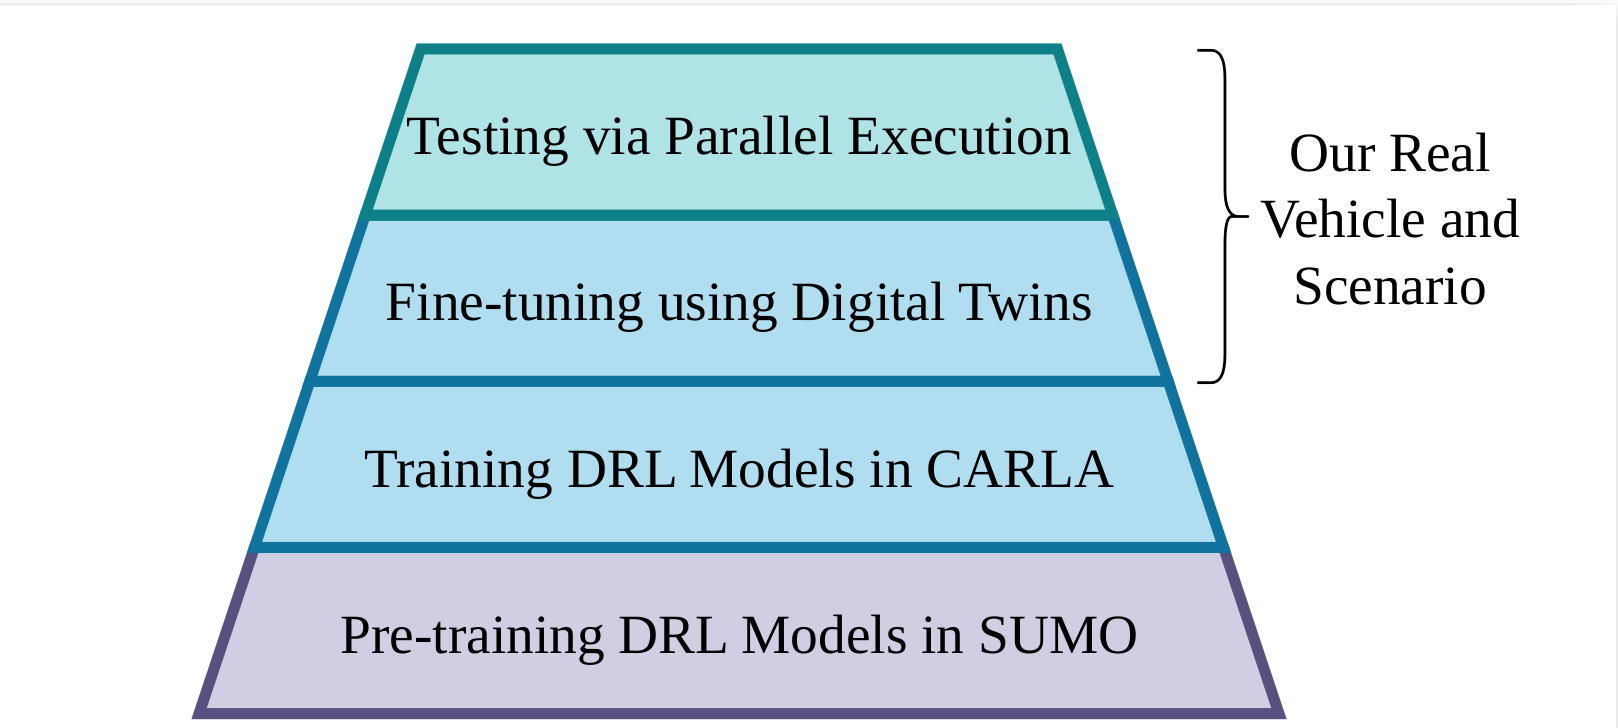 Testing via Parallel Execution
Fine-tuning using Digital Twins
Training DRL Models in CARLA
Pre-training DRL Models in SUMO
Our Real
Vehicle and
Scenario